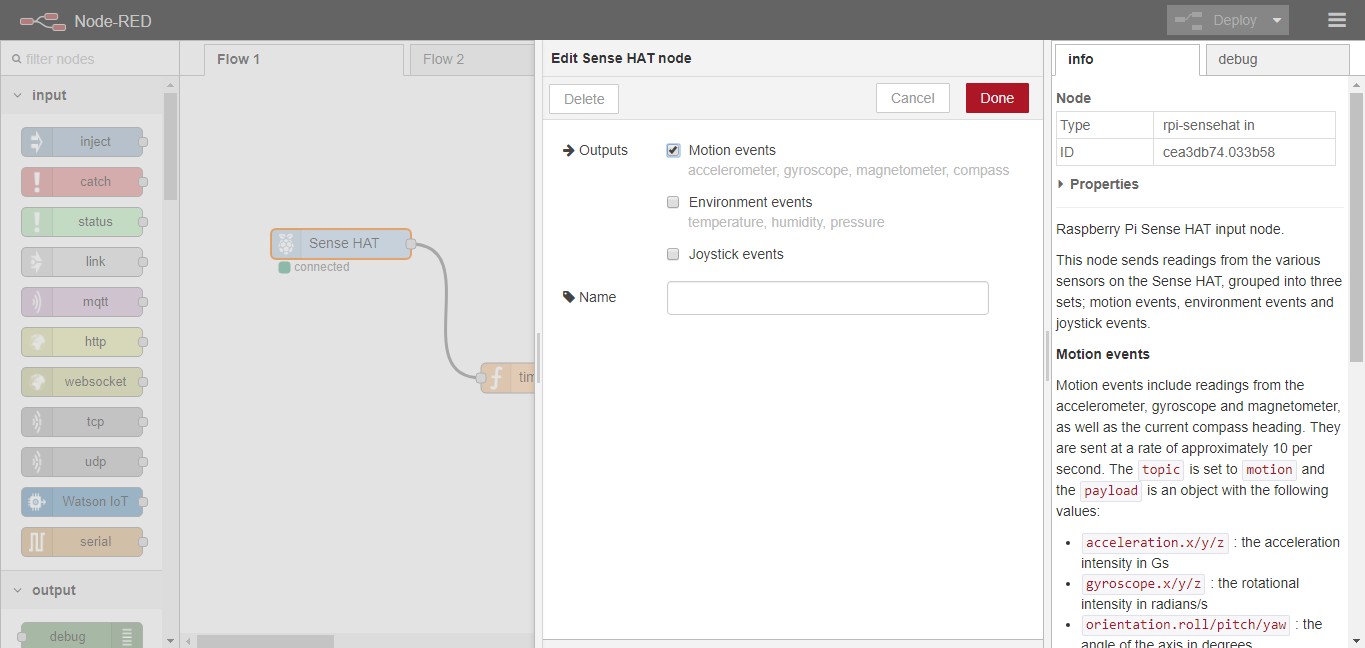 Node-RED
Deploy
filter nodes
input
inject
catch
status
link
mqtt
http
websocket
tcp
udp
Watson IoT
serial
output
debug
Flow 1
Flow 2
Sense HAT
connected
tim
Edit Sense HAT node
Delete
Cancel
Done
Outputs
Motion events
accelerometer, gyroscope, magnetometer, compass
Environment events
temperature, humidity, pressure
Joystick events
Name
info
debug
Node
Type rpi-sensehat in
ID cea3db74.033b58
Properties
Raspberry Pi Sense HAT input node.
This node sends readings from the various
sensors on the Sense HAT, grouped into three
sets; motion events, environment events and
joystick events.
Motion events
Motion events include readings from the
accelerometer, gyroscope and magnetometer,
as well as the current compass heading. They
are sent at a rate of approximately 10 per
second. The topic is set to motion and
the payload is an object with the following
values:
acceleration.x/y/z : the acceleration
intensity in Gs
gyroscope.x/y/z : the rotational
intensity in radians/s
orientation.roll/pitch/yaw : the
angle of the axis in degrees